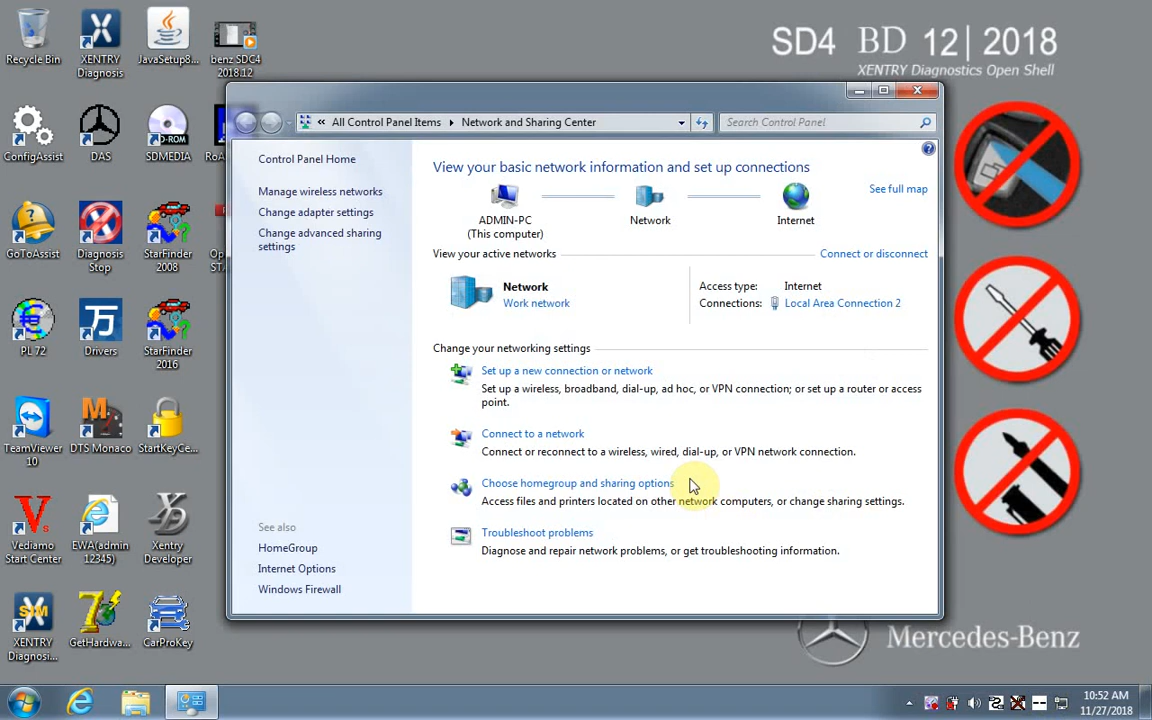 SD4 BD 12|2018
XENTRY Diagnostics Open Shell
Recycle Bin
XENTRY
Diagnosis
JavaSetup8...
benz SDC4
2018.12
ConfigAssist
DAS
SDMEDIA
GoToAssist
Diagnosis
Stop
StarFinder
2008
PL 72
万
Drivers
StarFinder
2016
TeamViewer
10
DTS Monaco
StartKeyCe...
Vediamo
Start Center
EWA(admin
12345)
Xentry
Developer
SIM
XENTRY
Diagnosi...
GetHardwa...
CarProKey
« All Control Panel Items ▸ Network and Sharing Center
Search Control Panel
Control Panel Home
Manage wireless networks
Change adapter settings
Change advanced sharing
settings
See also
HomeGroup
Internet Options
Windows Firewall
View your basic network information and set up connections
See full map
ADMIN-PC
(This computer)
Network
Internet
View your active networks
Connect or disconnect
Network
Work network
Access type: Internet
Connections: Local Area Connection 2
Change your networking settings
Set up a new connection or network
Set up a wireless, broadband, dial-up, ad hoc, or VPN connection; or set up a router or access
point.
Connect to a network
Connect or reconnect to a wireless, wired, dial-up, or VPN network connection.
Choose homegroup and sharing options
Access files and printers located on other network computers, or change sharing settings.
Troubleshoot problems
Diagnose and repair network problems, or get troubleshooting information.
Mercedes-Benz
10:52 AM
11/27/2018